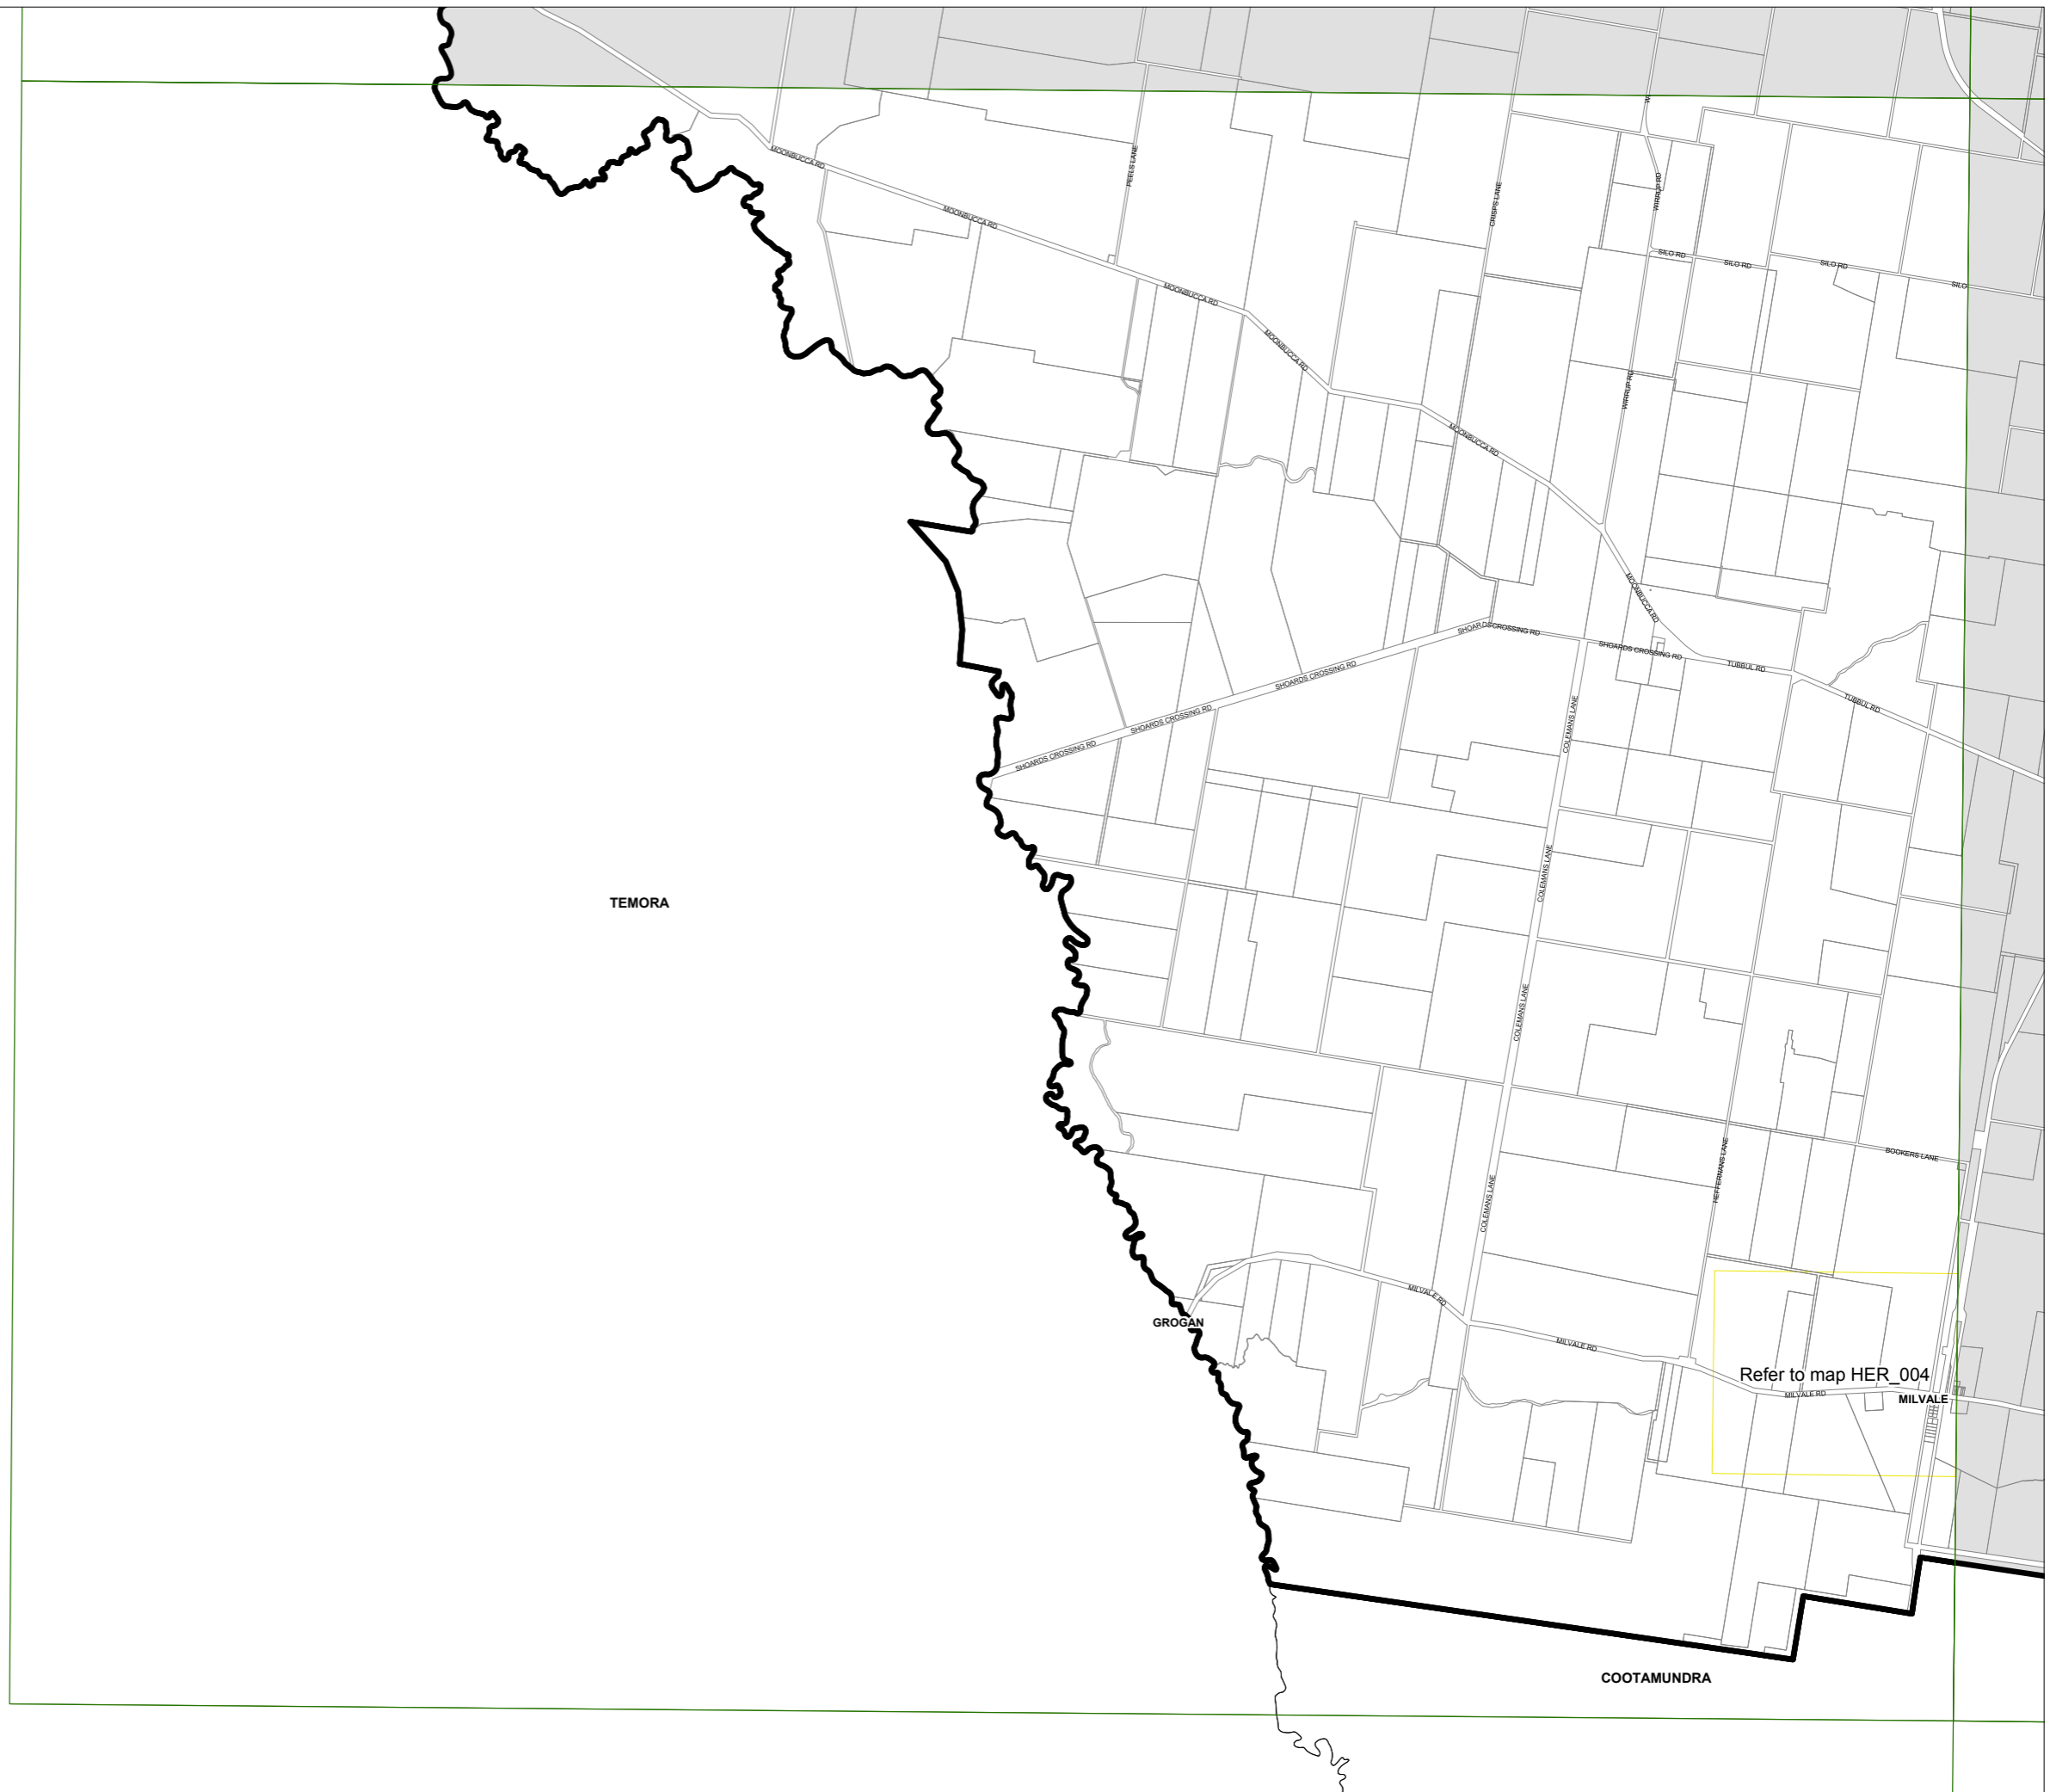 W
MOONBUCCA RD
PEELS LANE
WIRRUP RD
CRISPS LANE
MOONBUCCA RD
SILO RD
SILO RD
SILO RD
SILO
MOONBUCCA RD
MOONBUCCA RD
WIRRUP RD
MOONBUCCA RD
MOONBUCCA RD
SHOARDS CROSSING RD
SHOARDS CROSSING RD
TUBBUL RD
SHOARDS CROSSING RD
TUBBUL RD
SHOARDS CROSSING RD
COLEMANS LANE
SHOARDS CROSSING RD
COLEMANS LANE
TEMORA
COLEMANS LANE
BOOKERS LANE
HEFFERNANS LANE
COLEMANS LANE
MILVALE RD
GROGAN
MILVALE RD
Refer to map HER_004
MILVALE RD
MILVALE
COOTAMUNDRA